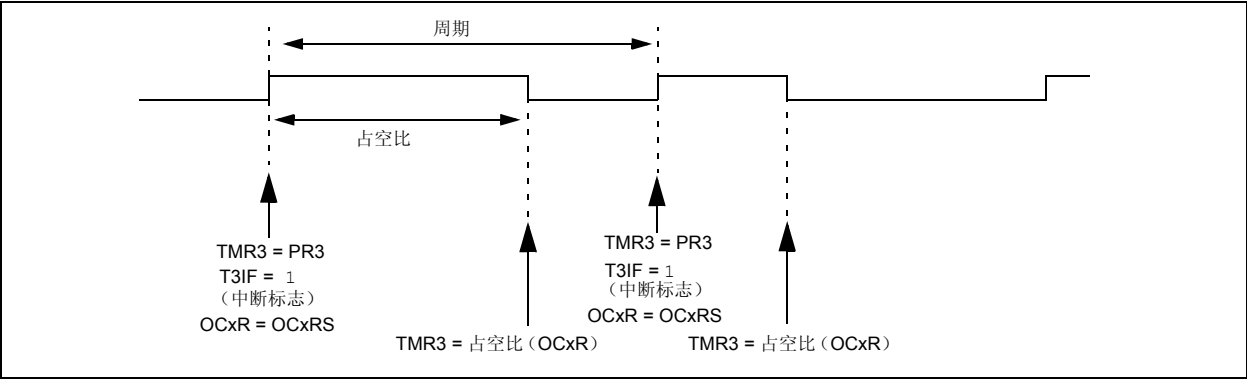 周期
占空比
TMR3 = PR3
T3IF = 1
（中断标志）
OCxR = OCxRS
TMR3 = 占空比（OCxR）
TMR3 = PR3
T3IF = 1
（中断标志）
OCxR = OCxRS
TMR3 = 占空比（OCxR）